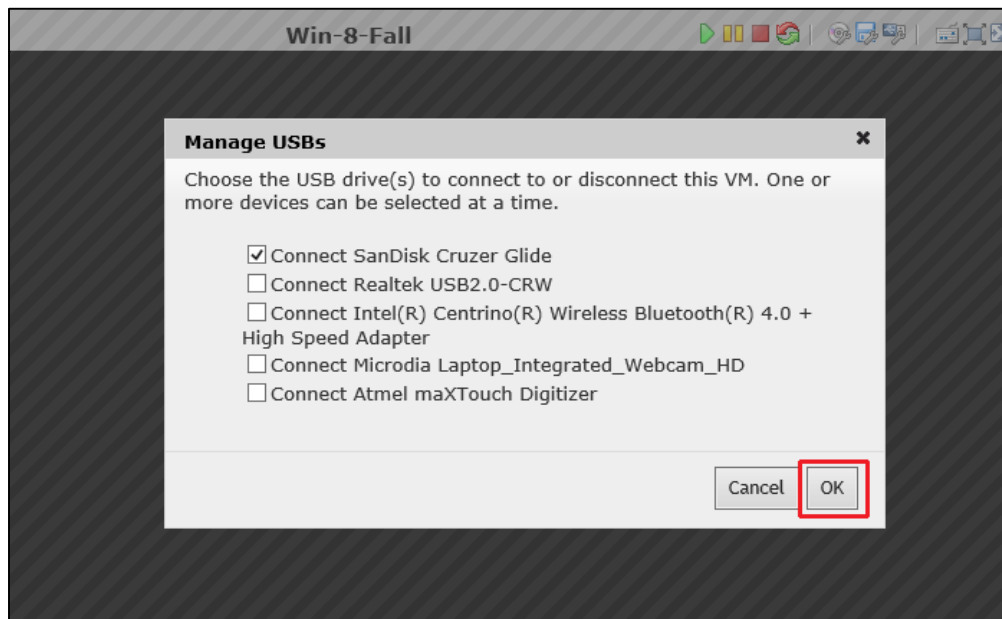 Win-8-Fall
Manage USBs
Choose the USB drive(s) to connect to or disconnect this VM. One or
more devices can be selected at a time.
Connect SanDisk Cruzer Glide
Connect Realtek USB2.0-CRW
Connect Intel(R) Centrino(R) Wireless Bluetooth(R) 4.0 +
High Speed Adapter
Connect Microdia Laptop_Integrated_Webcam_HD
Connect Atmel maXTouch Digitizer
Cancel OK